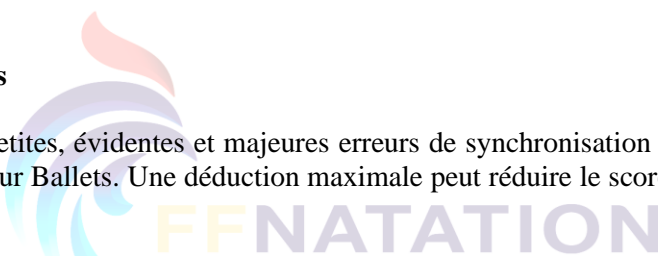 s
etites, évidentes et majeures erreurs de synchronisation
ur Ballets. Une déduction maximale peut réduire le scor
FFNATATION